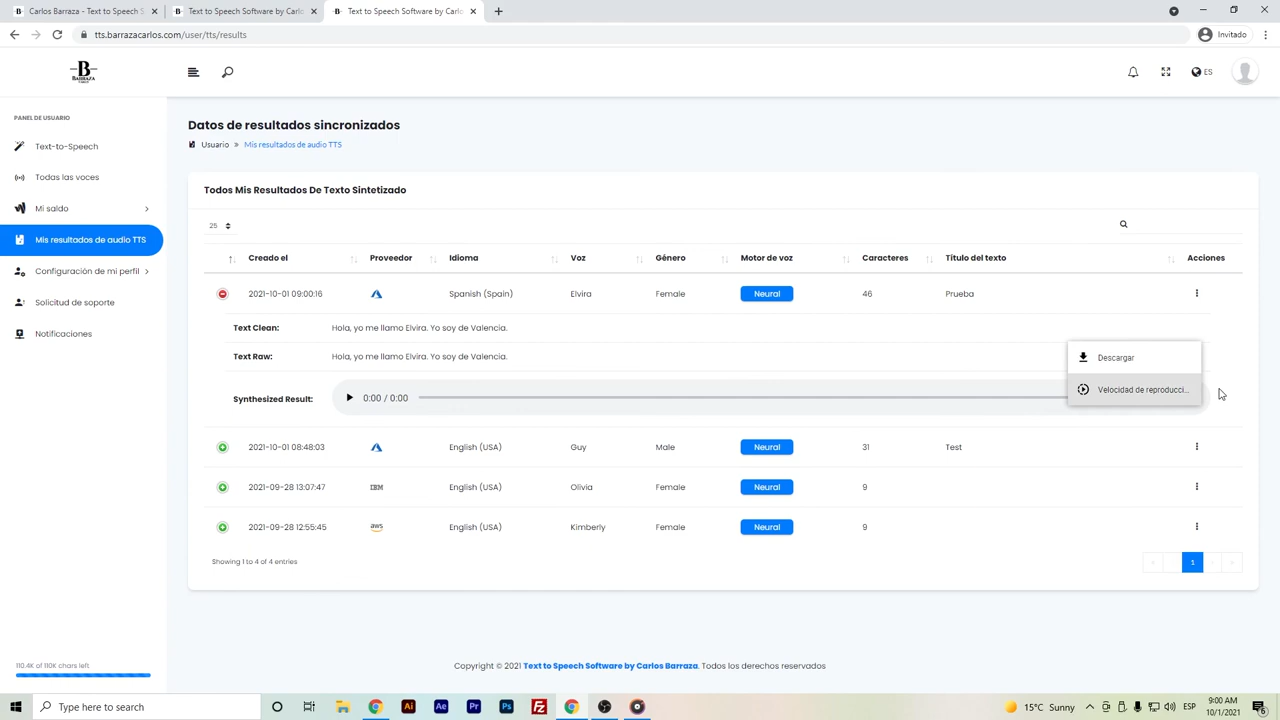 Carlos Barraza - Text to Speech S
Text to Speech Software by Carlo
Text to Speech Software by Carlo
tts.barrazacarlos.com/user/tts/results
Invitado
B
BARRAZA
ES
PANEL DE USUARIO
Text-to-Speech
Todas las voces
Mi saldo
Mis resultados de audio TTS
Configuración de mi perfil
Solicitud de soporte
Notificaciones
110.4K of 110K chars left
Datos de resultados sincronizados
Usuario » Mis resultados de audio TTS
Todos Mis Resultados De Texto Sintetizado
25
Creado el Proveedor Idioma Voz Género Motor de voz Caracteres Título del texto Acciones
2021-10-01 09:00:16 Spanish (Spain) Elvira Female Neural 46 Prueba
Text Clean: Hola, yo me llamo Elvira. Yo soy de Valencia.
Text Raw: Hola, yo me llamo Elvira. Yo soy de Valencia.
Descargar
Velocidad de reproducci...
Synthesized Result: 0:00 / 0:00
2021-10-01 08:48:03 English (USA) Guy Male Neural 31 Test
2021-09-28 13:07:47 IBM English (USA) Olivia Female Neural 9
2021-09-28 12:55:45 aws English (USA) Kimberly Female Neural 9
Showing 1 to 4 of 4 entries
« 1 »
Copyright © 2021 Text to Speech Software by Carlos Barraza. Todos los derechos reservados
Type here to search
Ai
Ae
Pr
Ps
Fz
15°C Sunny
ESP
9:00 AM
10/1/2021